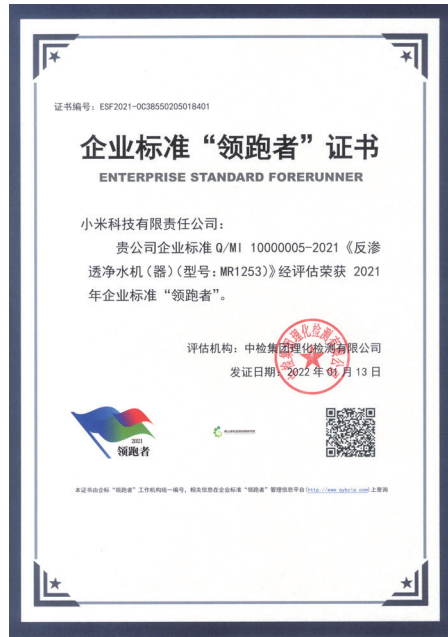 证书编号：ESF2021-0C38550205018401
企业标准“领跑者”证书
ENTERPRISE STANDARD FORERUNNER
小米科技有限责任公司：
贵公司企业标准 Q/MI 10000005-2021《反渗
透净水机（器）（型号：MR1253）》经评估荣获 2021
年企业标准“领跑者”。
评估机构：中检集团理化检测有限公司
发证日期：2022 年 01 月 13 日
2021
领跑者
本证书由企标“领跑者”工作机构统一编号，相关信息在企业标准“领跑者”管理信息平台(http://www.qybzlp.com)上查询